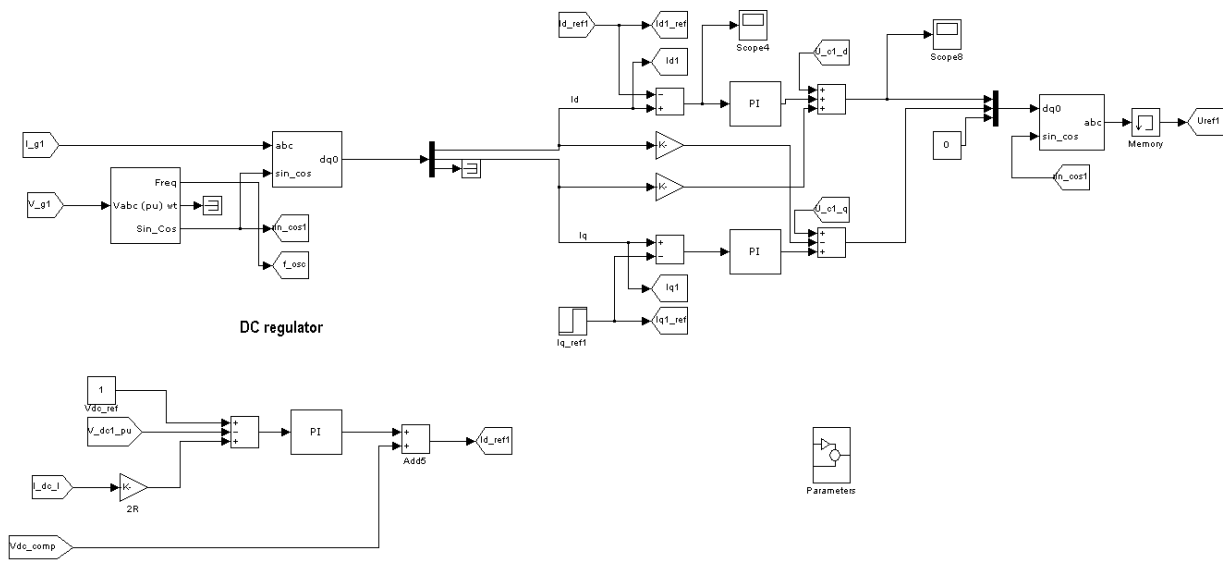 Id_ref1
Id1_ref
Scope4
Id1
U_c1_d
Scope8
Id
− +
PI
+ + +
dq0
abc
sin_cos
Memory
Uref1
0
in_cos1
I_g1
abc
sin_cos
dq0
K-
K-
V_g1
Freq
Vabc (pu) wt
Sin_Cos
in_cos1
f_osc
U_c1_q
Iq
+ −
PI
+ − +
Iq1
Iq1_ref
Iq_ref1
DC regulator
1
Vdc_ref
V_dc1_pu
+ − +
PI
+ +
Add5
Id_ref1
I_dc_l
K-
2R
Vdc_comp
Parameters